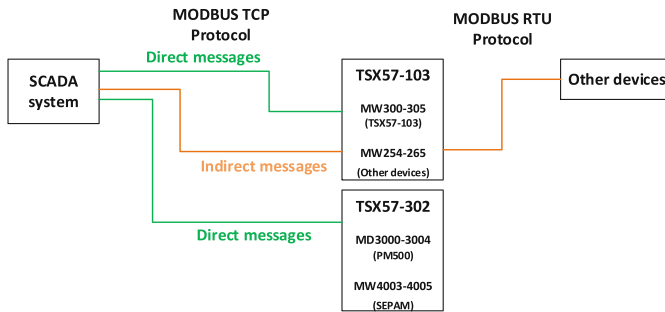 MODBUS TCP
Protocol
MODBUS RTU
Protocol
Direct messages
SCADA
system
TSX57-103
MW300-305
(TSX57-103)
MW254-265
(Other devices)
Other devices
Indirect messages
TSX57-302
MD3000-3004
(PM500)
MW4003-4005
(SEPAM)
Direct messages